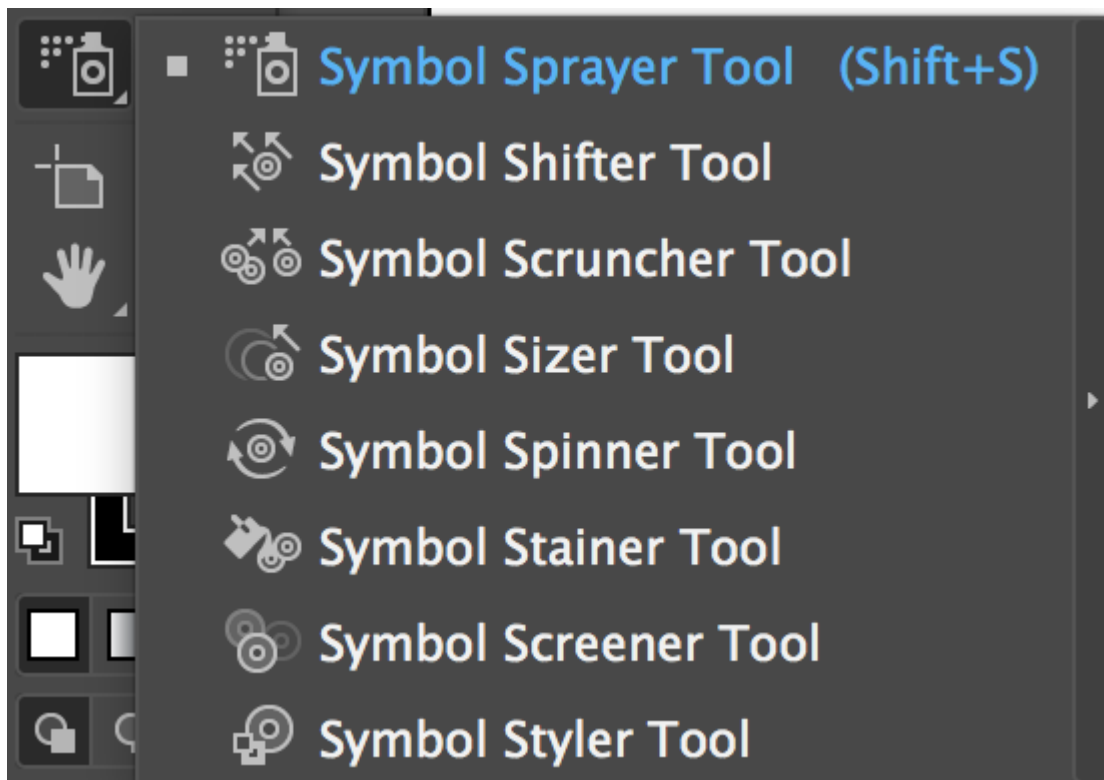 Symbol Sprayer Tool (Shift+S)
Symbol Shifter Tool
Symbol Scruncher Tool
Symbol Sizer Tool
Symbol Spinner Tool
Symbol Stainer Tool
Symbol Screener Tool
Symbol Styler Tool